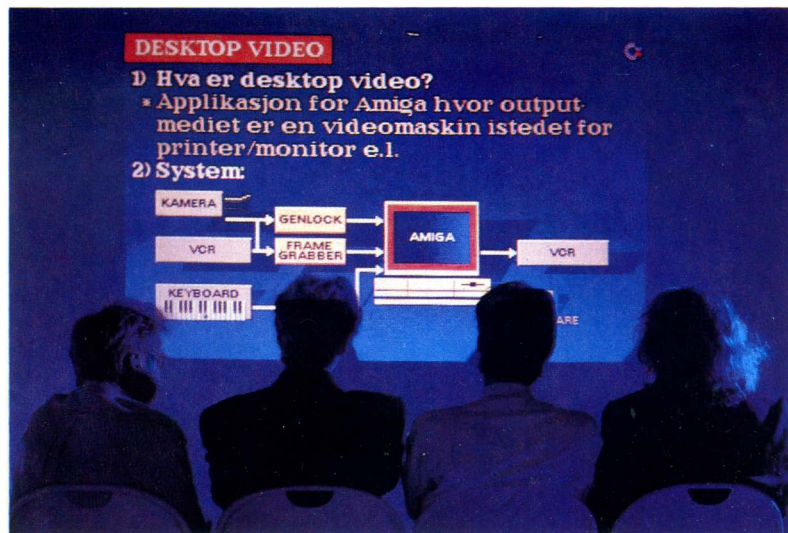 DESKTOP VIDEO
1) Hva er desktop video?
* Applikasjon for Amiga hvor output-
mediet er en videomaskin istedet for
printer/monitor e.l.
2) System:
KAMERA
GENLOCK
AMIGA
VCR
FRAME
GRABBER
VCR
KEYBOARD